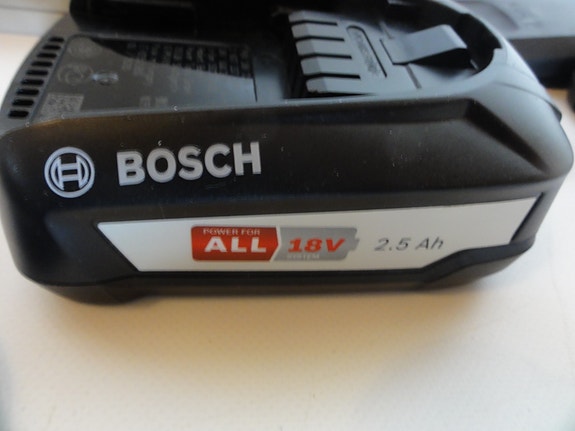 BOSCH
POWER FOR
ALL 18V
SYSTEM
2.5 Ah